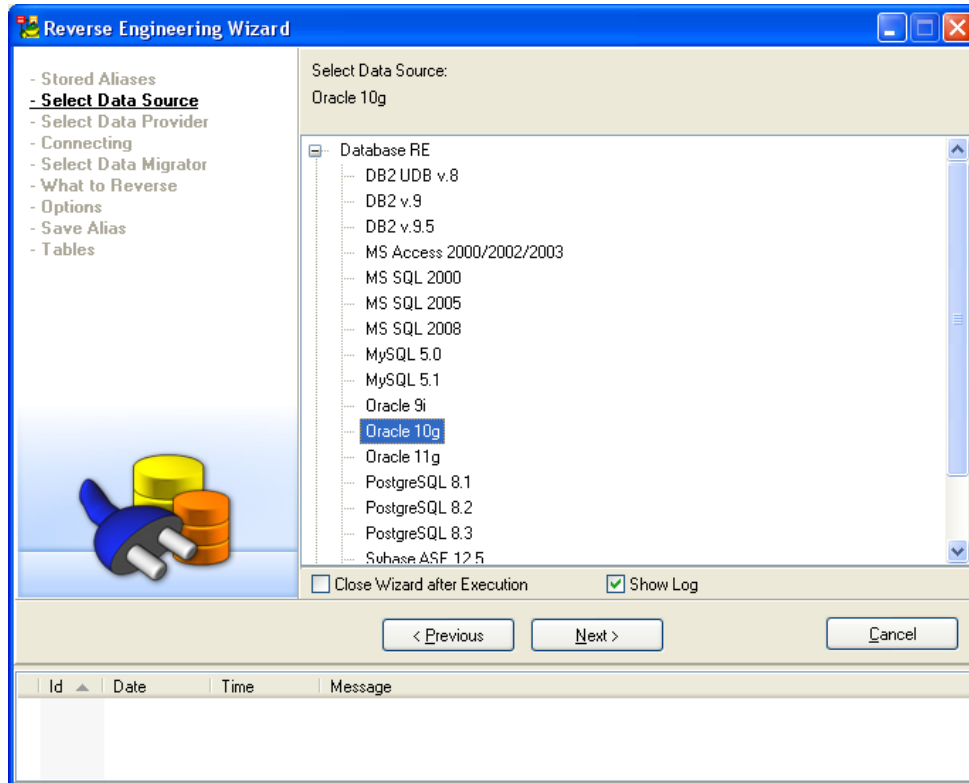 Reverse Engineering Wizard
- Stored Aliases
- Select Data Source
- Select Data Provider
- Connecting
- Select Data Migrator
- What to Reverse
- Options
- Save Alias
- Tables
Select Data Source:
Oracle 10g
Database RE
DB2 UDB v.8
DB2 v.9
DB2 v.9.5
MS Access 2000/2002/2003
MS SQL 2000
MS SQL 2005
MS SQL 2008
MySQL 5.0
MySQL 5.1
Oracle 9i
Oracle 10g
Oracle 11g
PostgreSQL 8.1
PostgreSQL 8.2
PostgreSQL 8.3
Sybase ASE 12.5
Close Wizard after Execution Show Log
< Previous Next > Cancel
Id Date Time Message